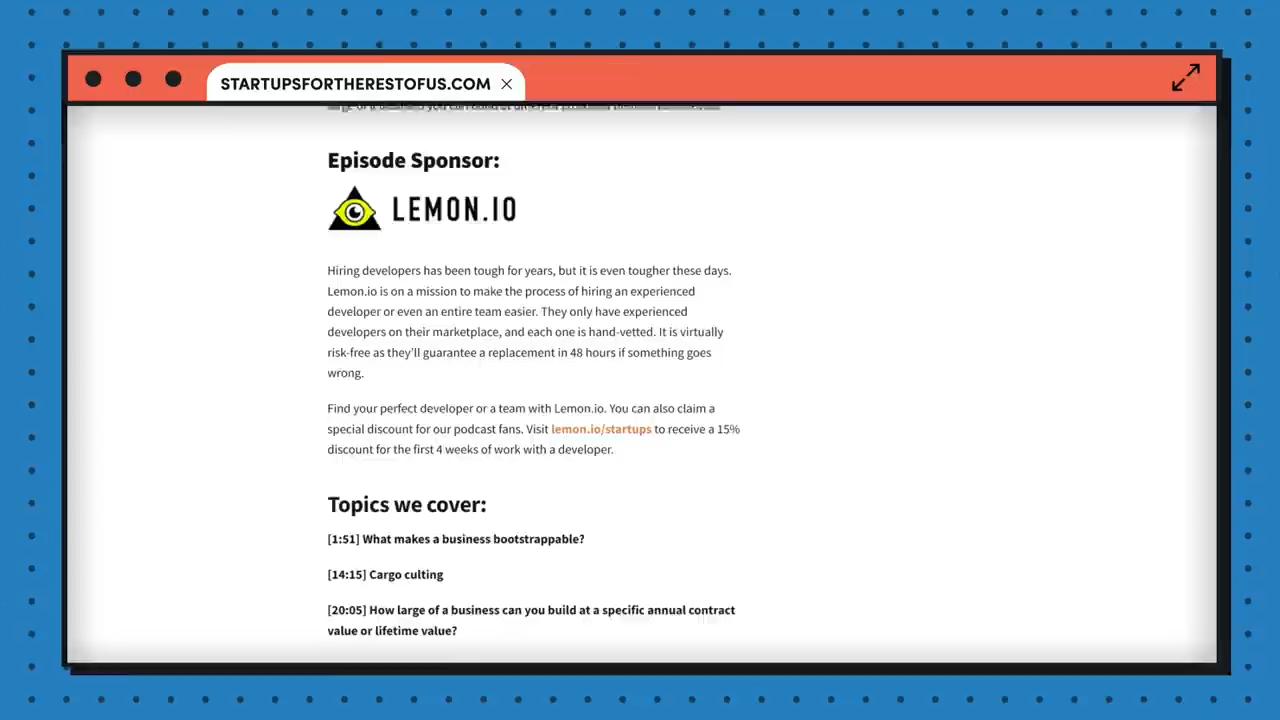 STARTUPSFORTHERESTOFUS.COM
Episode Sponsor:
LEMON.IO
Hiring developers has been tough for years, but it is even tougher these days.
Lemon.io is on a mission to make the process of hiring an experienced
developer or even an entire team easier. They only have experienced
developers on their marketplace, and each one is hand-vetted. It is virtually
risk-free as they'll guarantee a replacement in 48 hours if something goes
wrong.
Find your perfect developer or a team with Lemon.io. You can also claim a
special discount for our podcast fans. Visit lemon.io/startups to receive a 15%
discount for the first 4 weeks of work with a developer.
Topics we cover:
[1:51] What makes a business bootstrappable?
[14:15] Cargo culting
[20:05] How large of a business can you build at a specific annual contract
value or lifetime value?